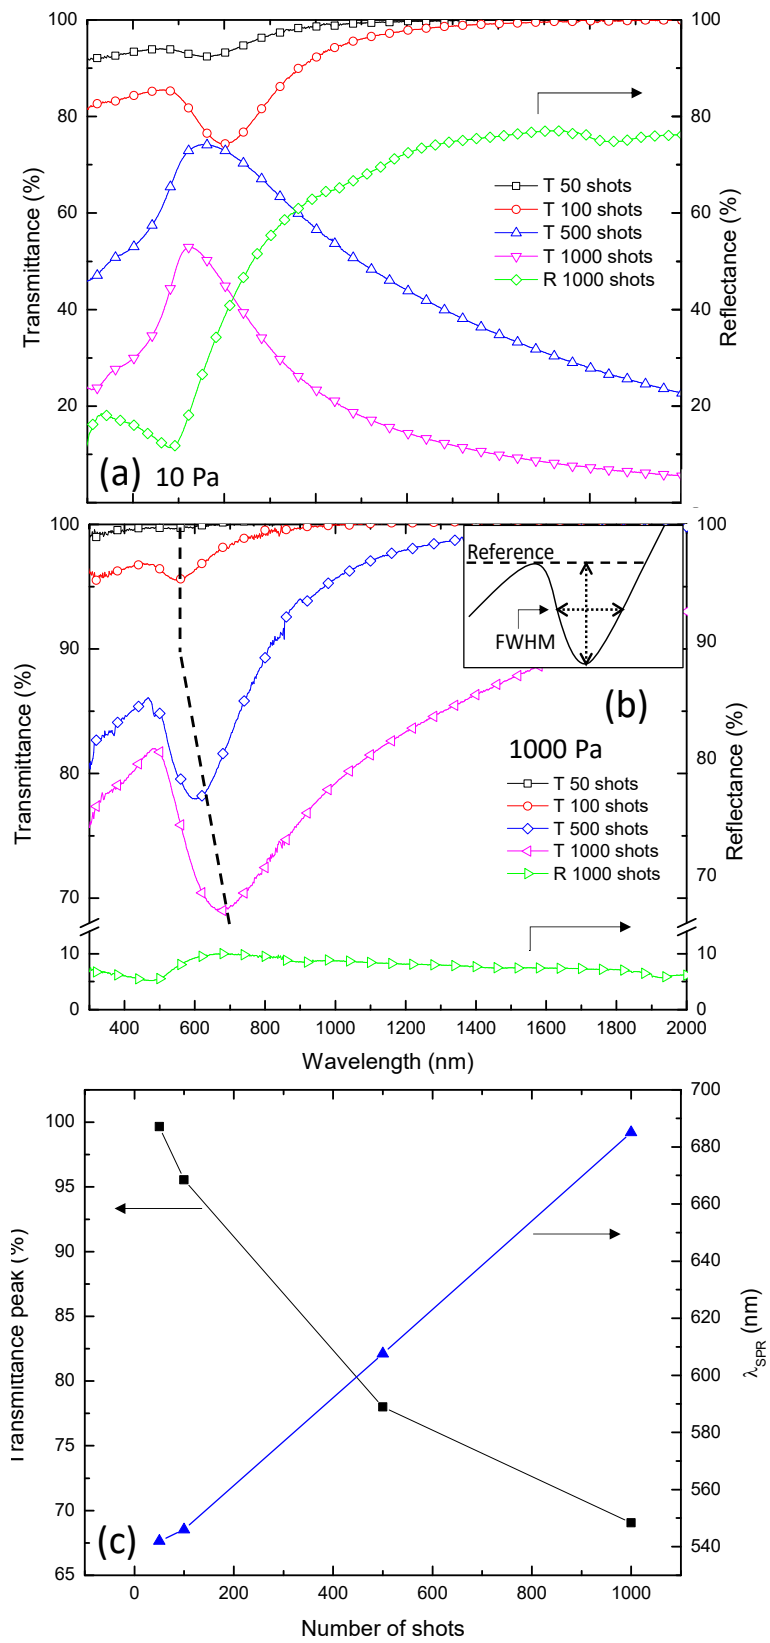 100
80
60
40
20
Transmittance (%)
100
80
60
40
20
Reflectance (%)
T 50 shots
T 100 shots
T 500 shots
T 1000 shots
R 1000 shots
(a) 10 Pa
100
90
80
70
10
0
Transmittance (%)
100
90
80
70
10
0
Reflectance (%)
Reference
FWHM
(b)
1000 Pa
T 50 shots
T 100 shots
T 500 shots
T 1000 shots
R 1000 shots
400 600 800 1000 1200 1400 1600 1800 2000
Wavelength (nm)
100
95
90
85
80
75
70
65
Transmittance peak (%)
700
680
660
640
620
600
580
560
540
λSPR (nm)
(c)
0 200 400 600 800 1000
Number of shots